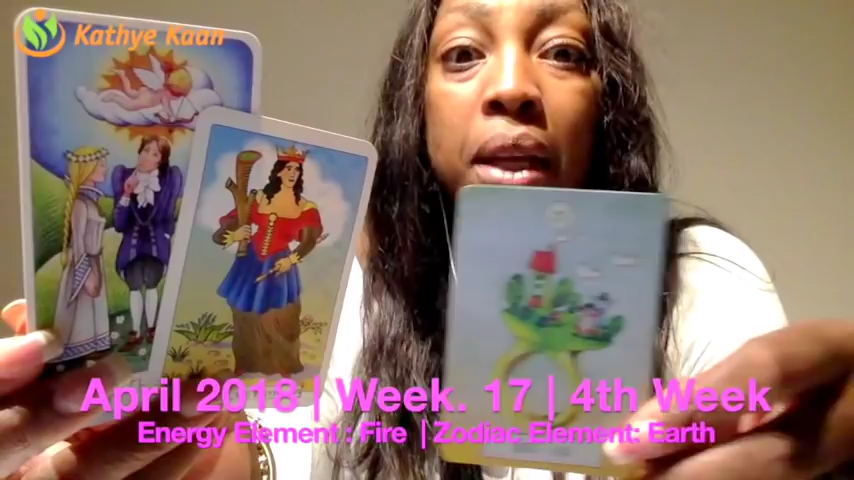 Kathye Kaan
April 2018 | Week. 17 | 4th Week
Energy Element : Fire | Zodiac Element: Earth